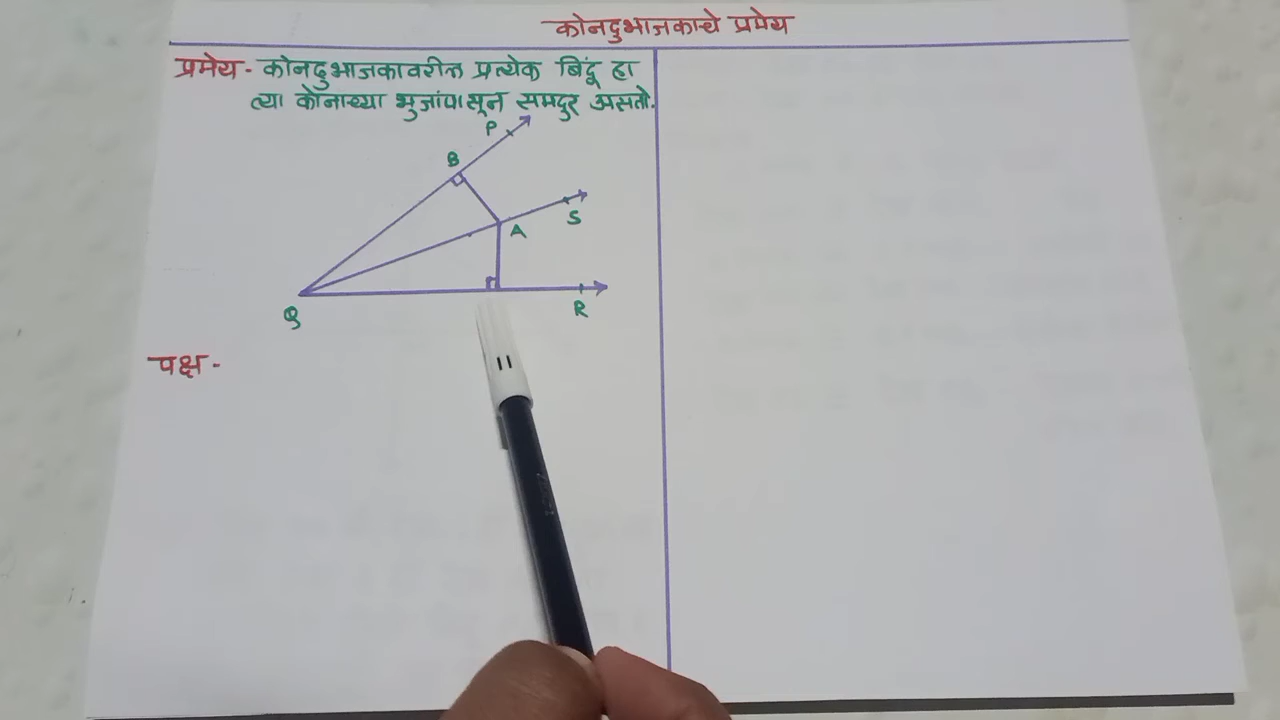 कोनदुभाजकाचे प्रमेय
प्रमेय - कोनदुभाजकावरील प्रत्येक बिंदू हा
त्या कोनाच्या भुजांपासून समदुर असतो.
P
B
S
A
Q
R
पक्ष -